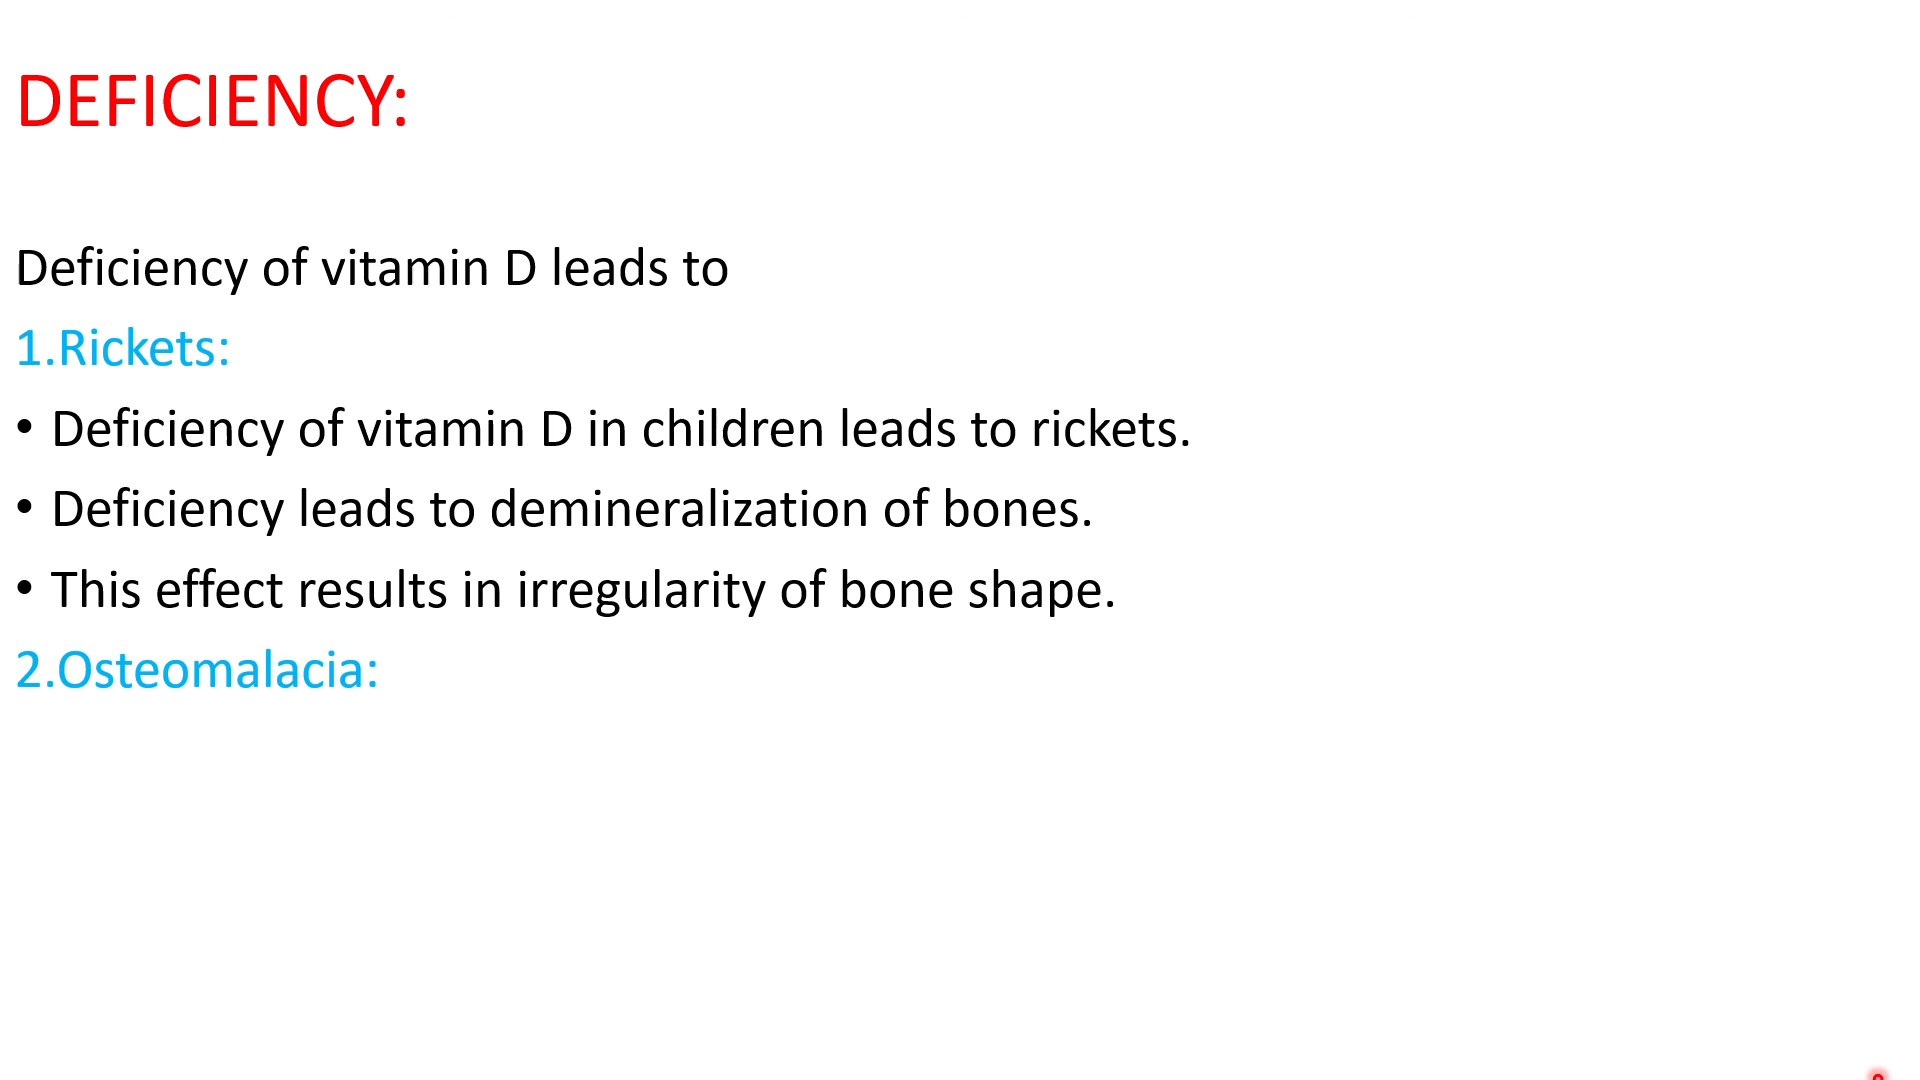 DEFICIENCY:
Deficiency of vitamin D leads to
1.Rickets:
• Deficiency of vitamin D in children leads to rickets.
• Deficiency leads to demineralization of bones.
• This effect results in irregularity of bone shape.
2.Osteomalacia: